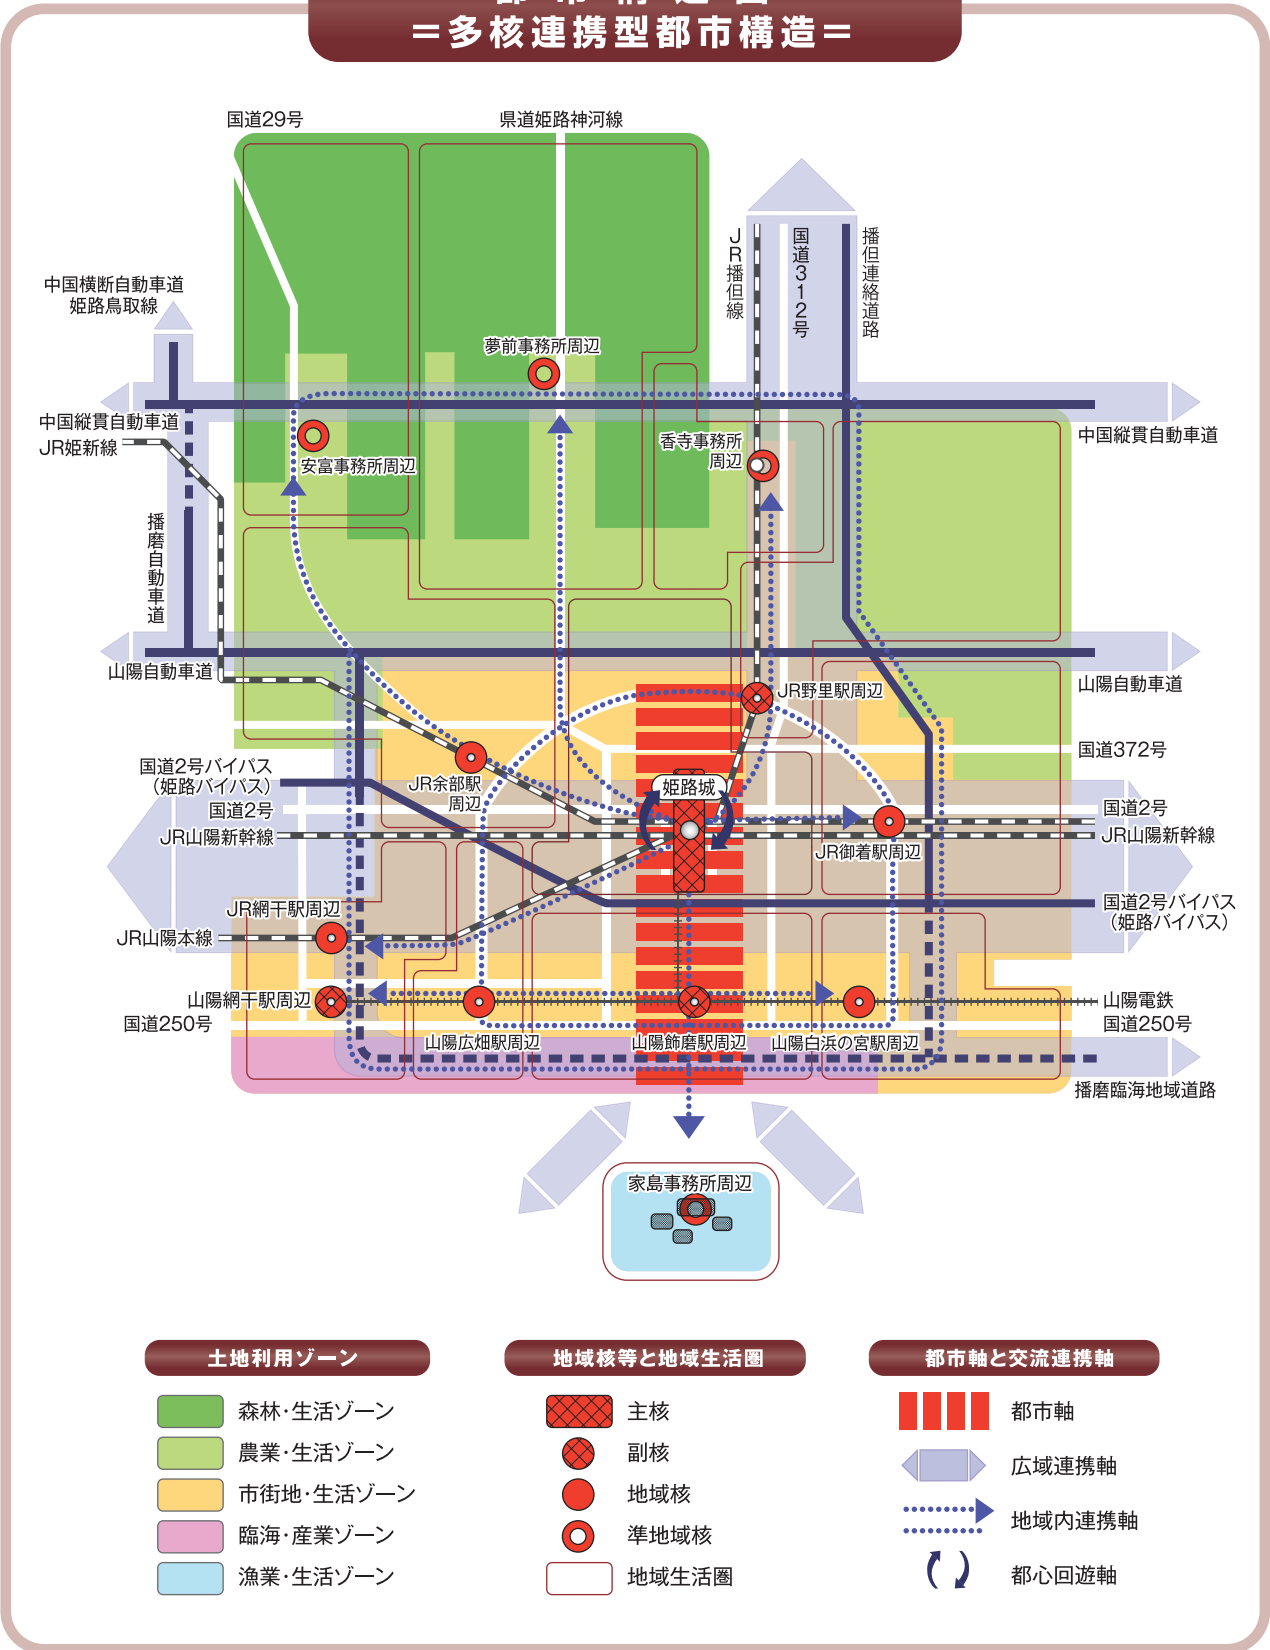 都市構造図
＝多核連携型都市構造＝
国道29号
県道姫路神河線
JR播但線
国道312号
播但連絡道路
中国横断自動車道
姫路鳥取線
夢前事務所周辺
中国縦貫自動車道
JR姫新線
安富事務所周辺
香寺事務所
周辺
中国縦貫自動車道
播磨自動車道
山陽自動車道
JR野里駅周辺
山陽自動車道
国道372号
国道2号バイパス
（姫路バイパス）
JR余部駅
周辺
姫路城
国道2号
国道2号
JR山陽新幹線
JR山陽新幹線
JR御着駅周辺
JR網干駅周辺
国道2号バイパス
（姫路バイパス）
JR山陽本線
山陽網干駅周辺
山陽電鉄
国道250号
国道250号
山陽広畑駅周辺
山陽飾磨駅周辺
山陽白浜の宮駅周辺
播磨臨海地域道路
家島事務所周辺
土地利用ゾーン
森林・生活ゾーン
農業・生活ゾーン
市街地・生活ゾーン
臨海・産業ゾーン
漁業・生活ゾーン
地域核等と地域生活圏
主核
副核
地域核
準地域核
地域生活圏
都市軸と交流連携軸
都市軸
広域連携軸
地域内連携軸
都心回遊軸